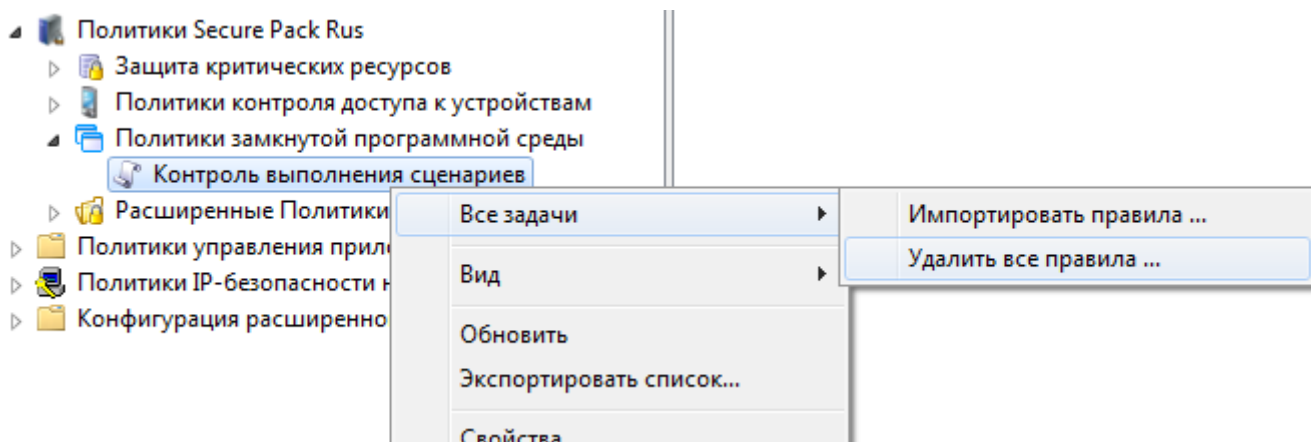 Политики Secure Pack Rus
Защита критических ресурсов
Политики контроля доступа к устройствам
Политики замкнутой программной среды
Контроль выполнения сценариев
Расширенные Политики
Политики управления прил
Политики IP-безопасности
Конфигурация расширенно
Все задачи
Вид
Обновить
Экспортировать список...
Свойства
Импортировать правила ...
Удалить все правила ...